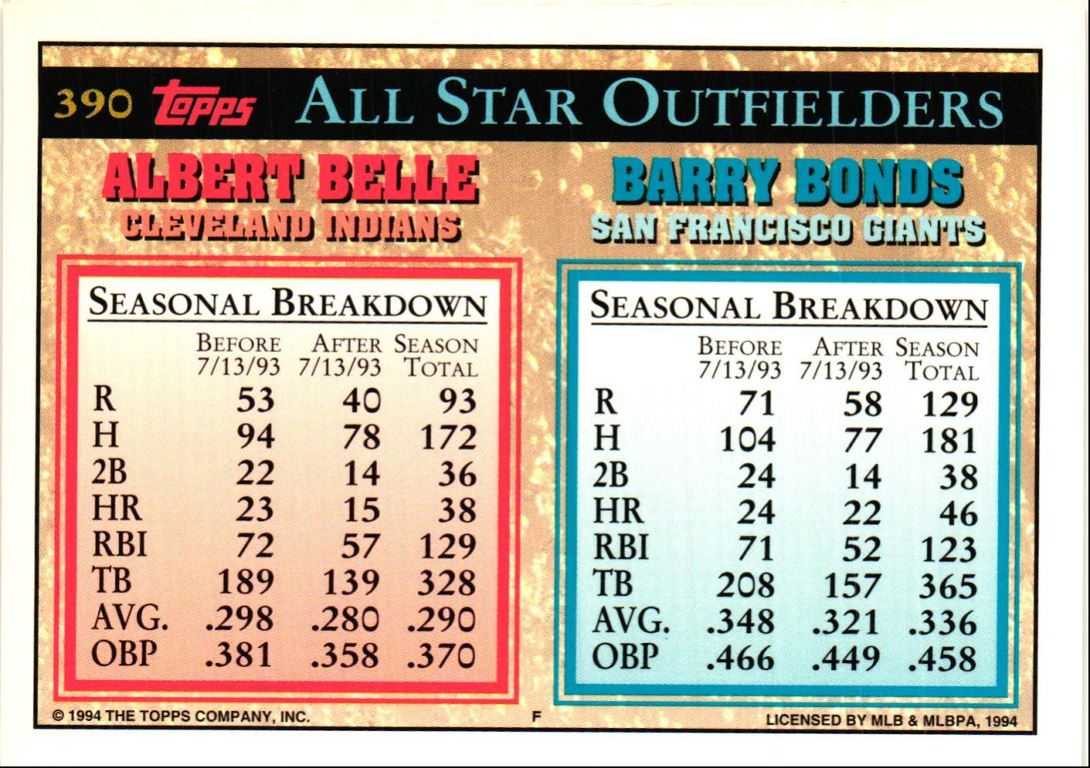 390 Topps ALL STAR OUTFIELDERS
ALBERT BELLE
CLEVELAND INDIANS
SEASONAL BREAKDOWN
BEFORE AFTER SEASON
7/13/93 7/13/93 TOTAL
R 53 40 93
H 94 78 172
2B 22 14 36
HR 23 15 38
RBI 72 57 129
TB 189 139 328
AVG. .298 .280 .290
OBP .381 .358 .370
BARRY BONDS
SAN FRANCISCO GIANTS
SEASONAL BREAKDOWN
BEFORE AFTER SEASON
7/13/93 7/13/93 TOTAL
R 71 58 129
H 104 77 181
2B 24 14 38
HR 24 22 46
RBI 71 52 123
TB 208 157 365
AVG. .348 .321 .336
OBP .466 .449 .458
© 1994 THE TOPPS COMPANY, INC. F LICENSED BY MLB & MLBPA, 1994